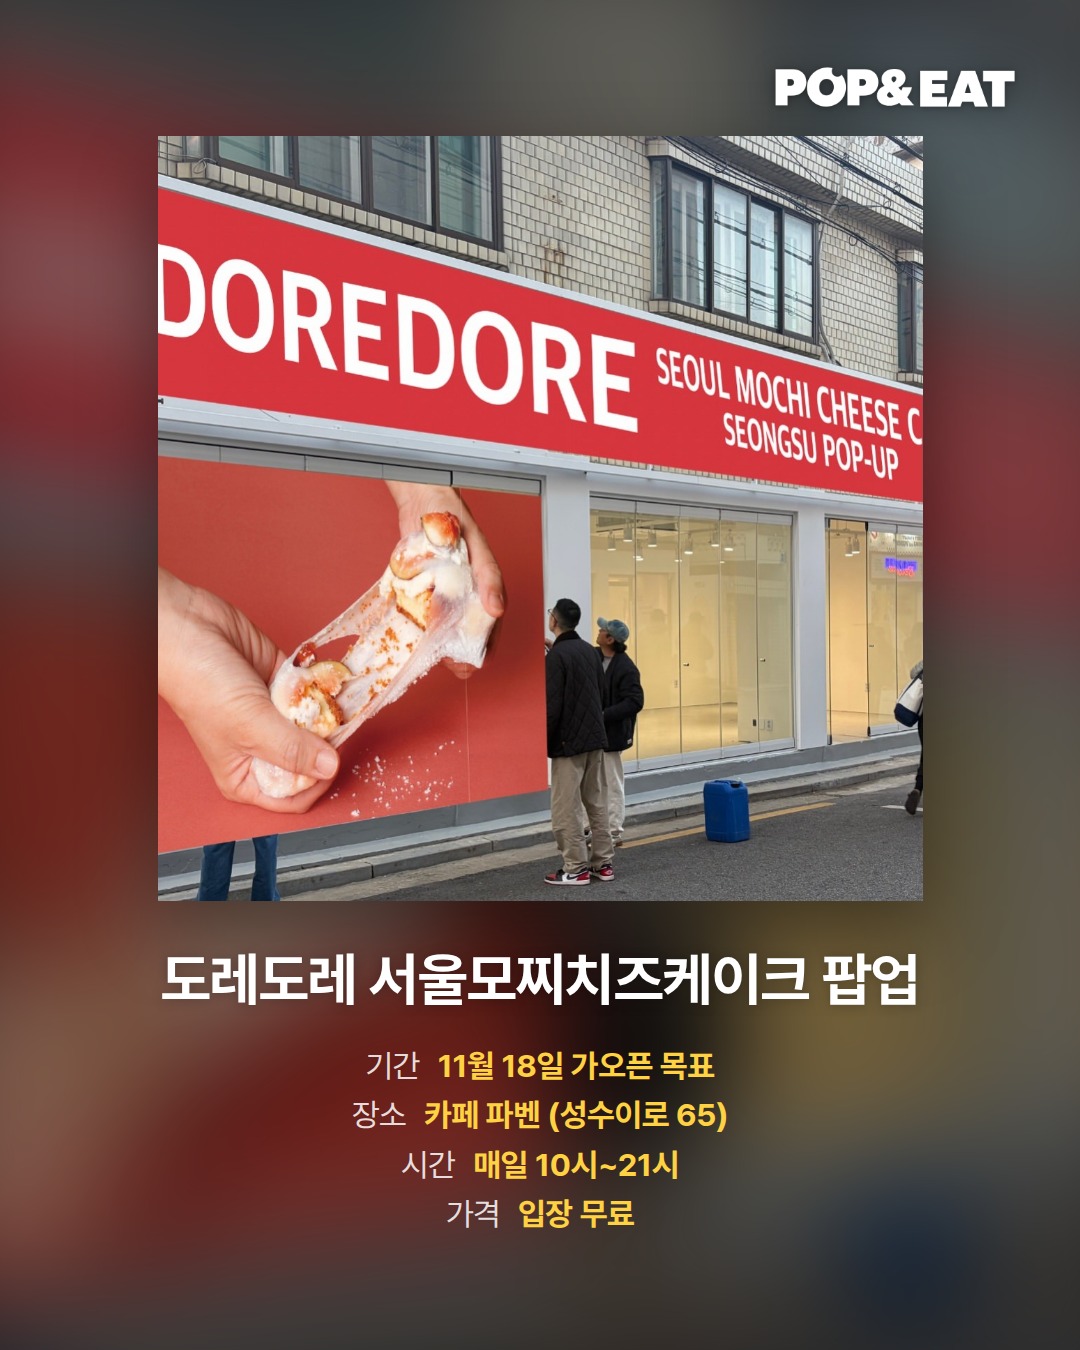 POP&EAT
DOREDORE
SEOUL MOCHI CHEESE C
SEONGSU POP-UP
도레도레 서울모찌치즈케이크 팝업
기간 11월 18일 가오픈 목표
장소 카페 파벤 (성수이로 65)
시간 매일 10시~21시
가격 입장 무료